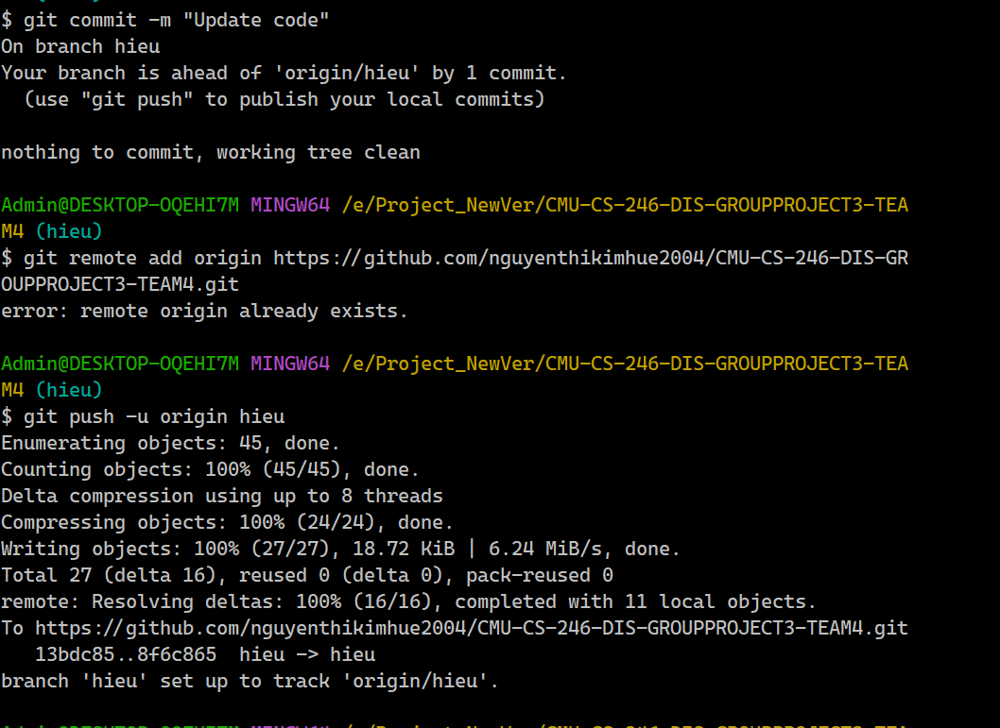 $ git commit -m "Update code"
On branch hieu
Your branch is ahead of 'origin/hieu' by 1 commit.
  (use "git push" to publish your local commits)

nothing to commit, working tree clean

Admin@DESKTOP-OQEHI7M MINGW64 /e/Project_NewVer/CMU-CS-246-DIS-GROUPPROJECT3-TEA
M4 (hieu)
$ git remote add origin https://github.com/nguyenthikimhue2004/CMU-CS-246-DIS-GR
OUPPROJECT3-TEAM4.git
error: remote origin already exists.

Admin@DESKTOP-OQEHI7M MINGW64 /e/Project_NewVer/CMU-CS-246-DIS-GROUPPROJECT3-TEA
M4 (hieu)
$ git push -u origin hieu
Enumerating objects: 45, done.
Counting objects: 100% (45/45), done.
Delta compression using up to 8 threads
Compressing objects: 100% (24/24), done.
Writing objects: 100% (27/27), 18.72 KiB | 6.24 MiB/s, done.
Total 27 (delta 16), reused 0 (delta 0), pack-reused 0
remote: Resolving deltas: 100% (16/16), completed with 11 local objects.
To https://github.com/nguyenthikimhue2004/CMU-CS-246-DIS-GROUPPROJECT3-TEAM4.git
   13bdc85..8f6c865  hieu -> hieu
branch 'hieu' set up to track 'origin/hieu'.